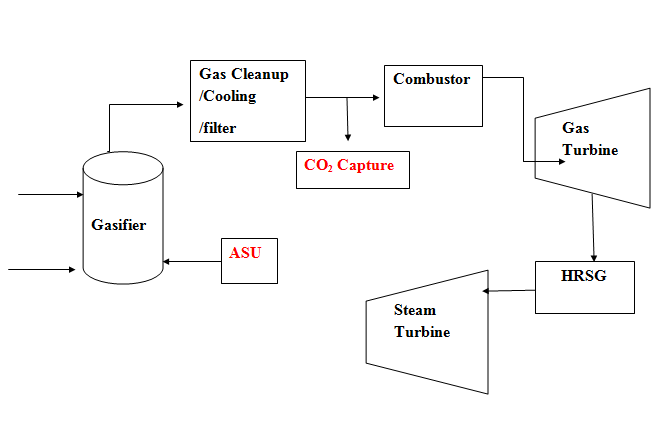 Gas Cleanup
/Cooling
/filter
Combustor
Gas
Turbine
CO₂ Capture
Gasifier
ASU
HRSG
Steam
Turbine